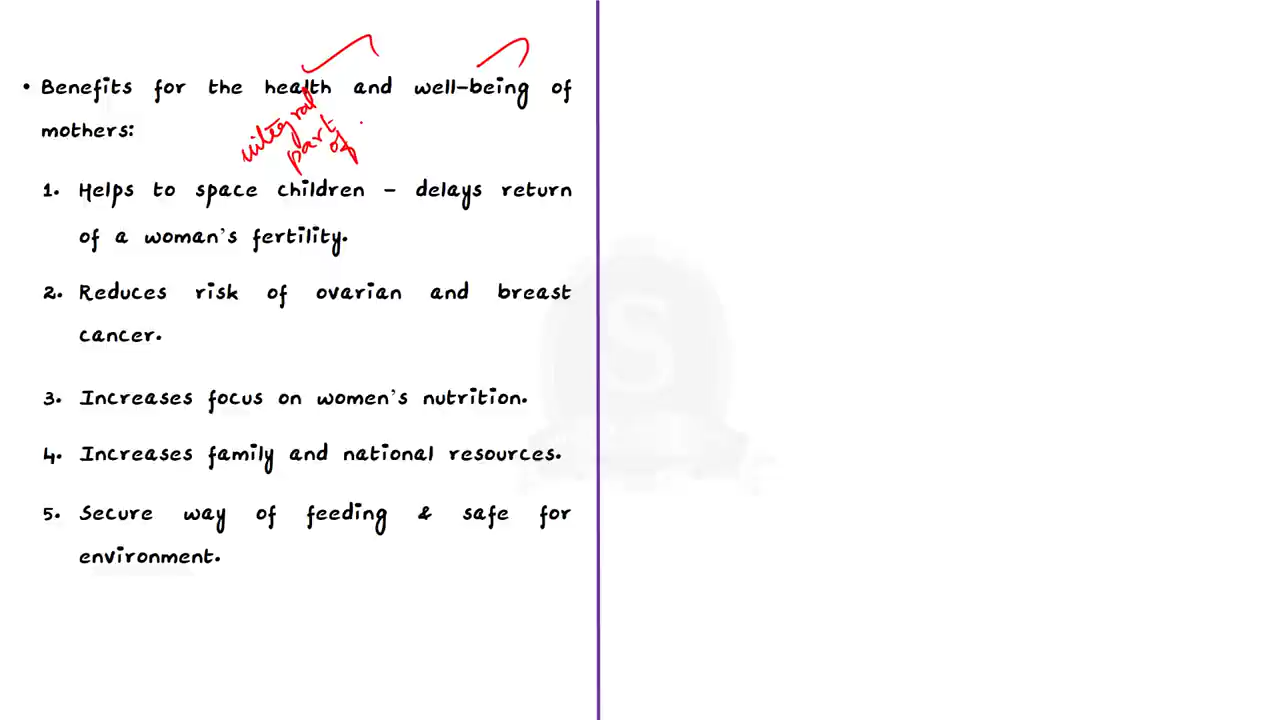 • Benefits for the health and well-being of
mothers:
integral
part
of
1. Helps to space children – delays return
of a woman's fertility.
2. Reduces risk of ovarian and breast
cancer.
3. Increases focus on women's nutrition.
4. Increases family and national resources.
5. Secure way of feeding & safe for
environment.
S